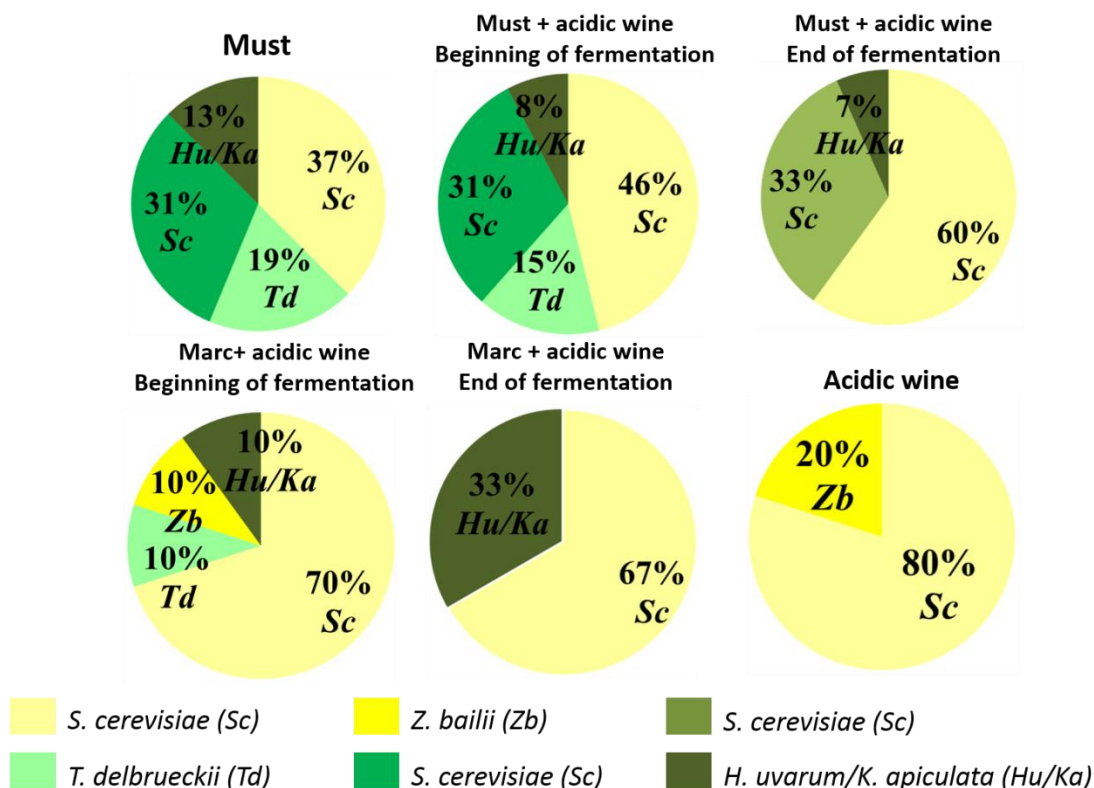 Must
13%
Hu/Ka
37%
Sc
31%
Sc
19%
Td
Must + acidic wine
Beginning of fermentation
8%
Hu/Ka
46%
Sc
31%
Sc
15%
Td
Must + acidic wine
End of fermentation
7%
Hu/Ka
33%
Sc
60%
Sc
Marc+ acidic wine
Beginning of fermentation
10%
Hu/Ka
10%
Zb
10%
Td
70%
Sc
Marc + acidic wine
End of fermentation
33%
Hu/Ka
67%
Sc
Acidic wine
20%
Zb
80%
Sc
S. cerevisiae (Sc)
Z. bailii (Zb)
S. cerevisiae (Sc)
T. delbrueckii (Td)
S. cerevisiae (Sc)
H. uvarum/K. apiculata (Hu/Ka)